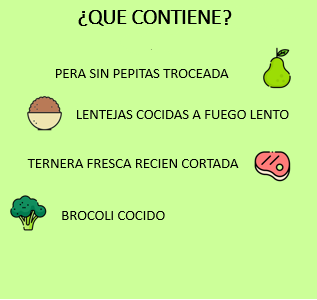 ¿QUE CONTIENE?
PERA SIN PEPITAS TROCEADA
LENTEJAS COCIDAS A FUEGO LENTO
TERNERA FRESCA RECIEN CORTADA
BROCOLI COCIDO